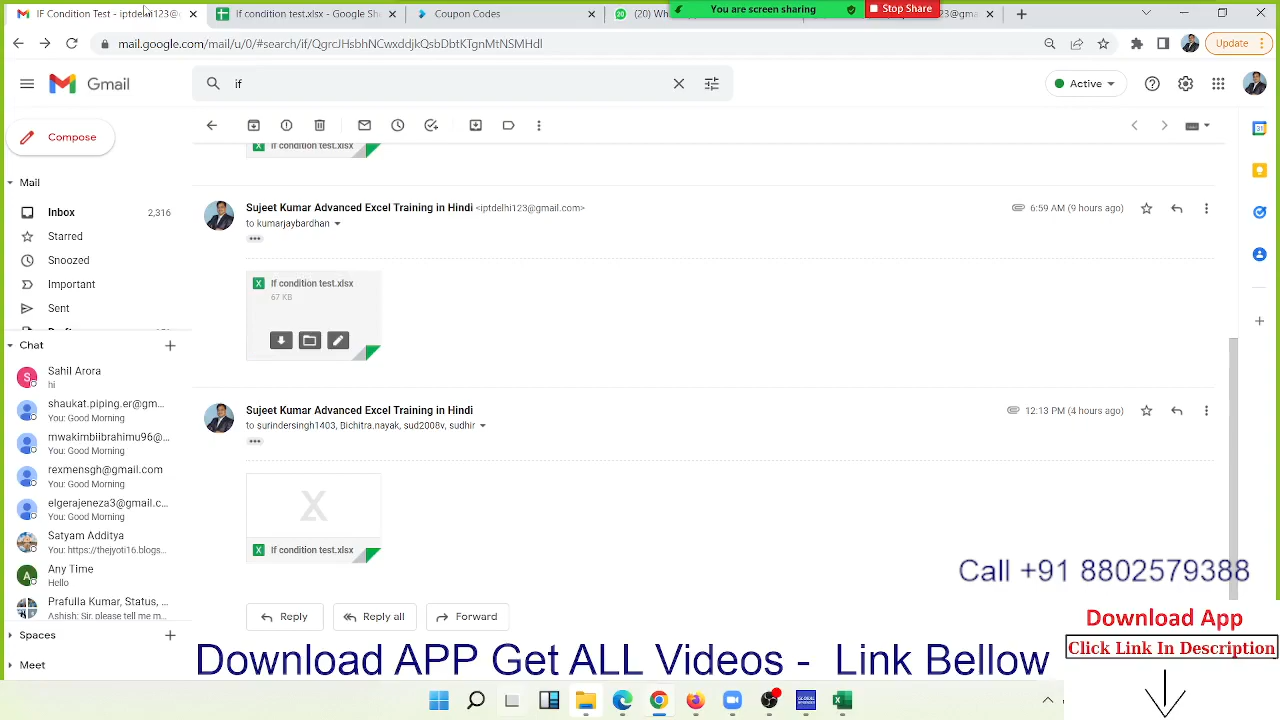 IF Condition Test - iptdelhi123@
If condition test.xlsx - Google Sh
Coupon Codes
You are screen sharing
Stop Share
mail.google.com/mail/u/0/#search/if/QgrcJHsbhNCwxddjkQsbDbtKTgnMtNSMHdl
Update
Gmail
if
Active
Compose
If condition test.xlsx
Mail
Sujeet Kumar Advanced Excel Training in Hindi <iptdelhi123@gmail.com>
6:59 AM (9 hours ago)
Inbox
2,316
to kumarjaybardhan
Starred
Snoozed
Important
If condition test.xlsx
67 KB
Sent
Chat
Sahil Arora
hi
shaukat.piping.er@gm...
You: Good Morning
Sujeet Kumar Advanced Excel Training in Hindi
12:13 PM (4 hours ago)
to surindersingh1403, Bichitra.nayak, sud2008v, sudhir
mwakimbiibrahimu96@...
You: Good Morning
rexmensgh@gmail.com
You: Good Morning
elgerajeneza3@gmail.c...
You: Good Morning
Satyam Additya
You: https://thejyoti16.blogs...
If condition test.xlsx
Any Time
Hello
Call +91 8802579388
Prafulla Kumar, Status, ...
Ashish: Sir, please tell me m...
Reply
Reply all
Forward
Download App
Spaces
Click Link In Description
Download APP Get ALL Videos - Link Bellow
Meet